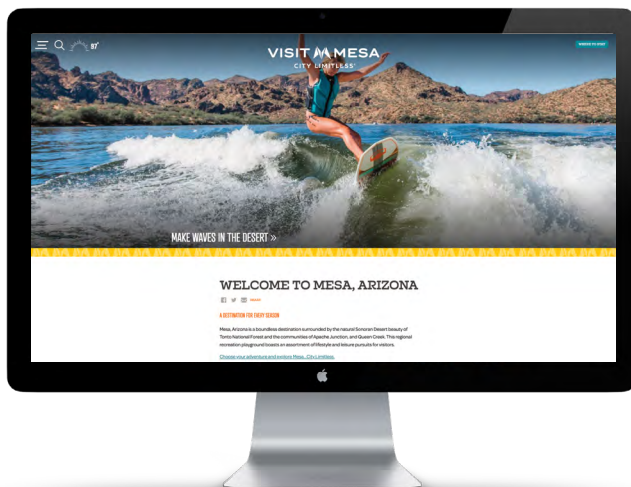 97°
VISIT MESA
CITY LIMITLESS®
WHERE TO STAY
MAKE WAVES IN THE DESERT »
WELCOME TO MESA, ARIZONA
A DESTINATION FOR EVERY SEASON
Mesa, Arizona is a boundless destination surrounded by the natural Sonoran Desert beauty of
Tonto National Forest and the communities of Apache Junction, and Queen Creek. This regional
recreation playground boasts an assortment of lifestyle and leisure pursuits for visitors.
Choose your adventure and explore Mesa...City Limitless.